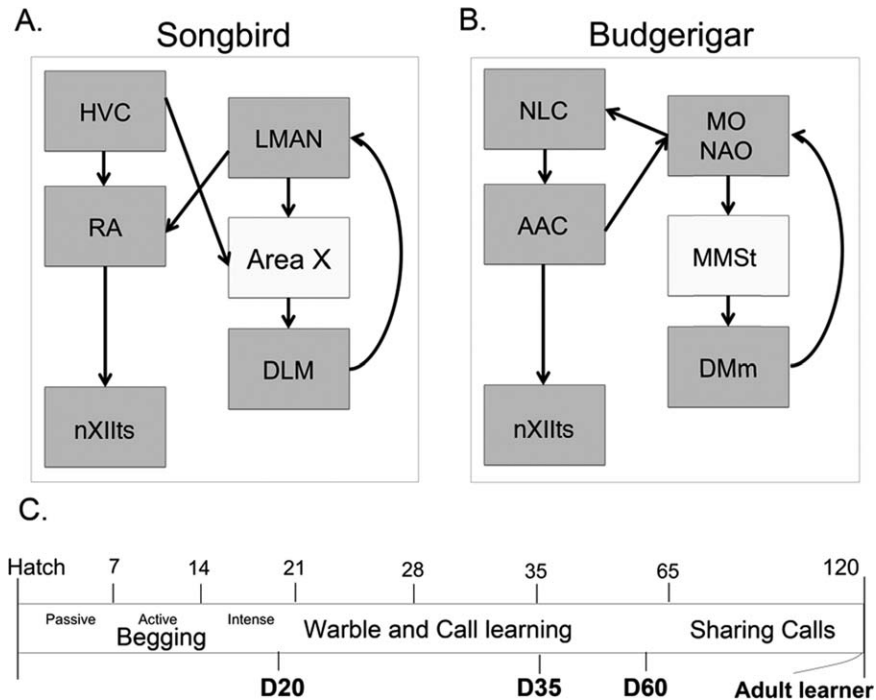 A.
Songbird
HVC
LMAN
RA
Area X
DLM
nXIIts
B.
Budgerigar
NLC
MO
NAO
AAC
MMSt
DMm
nXIIts
C.
Hatch 7 14 21 28 35 65 120
Passive Active Intense
Begging Warble and Call learning Sharing Calls
D20 D35 D60 Adult learner